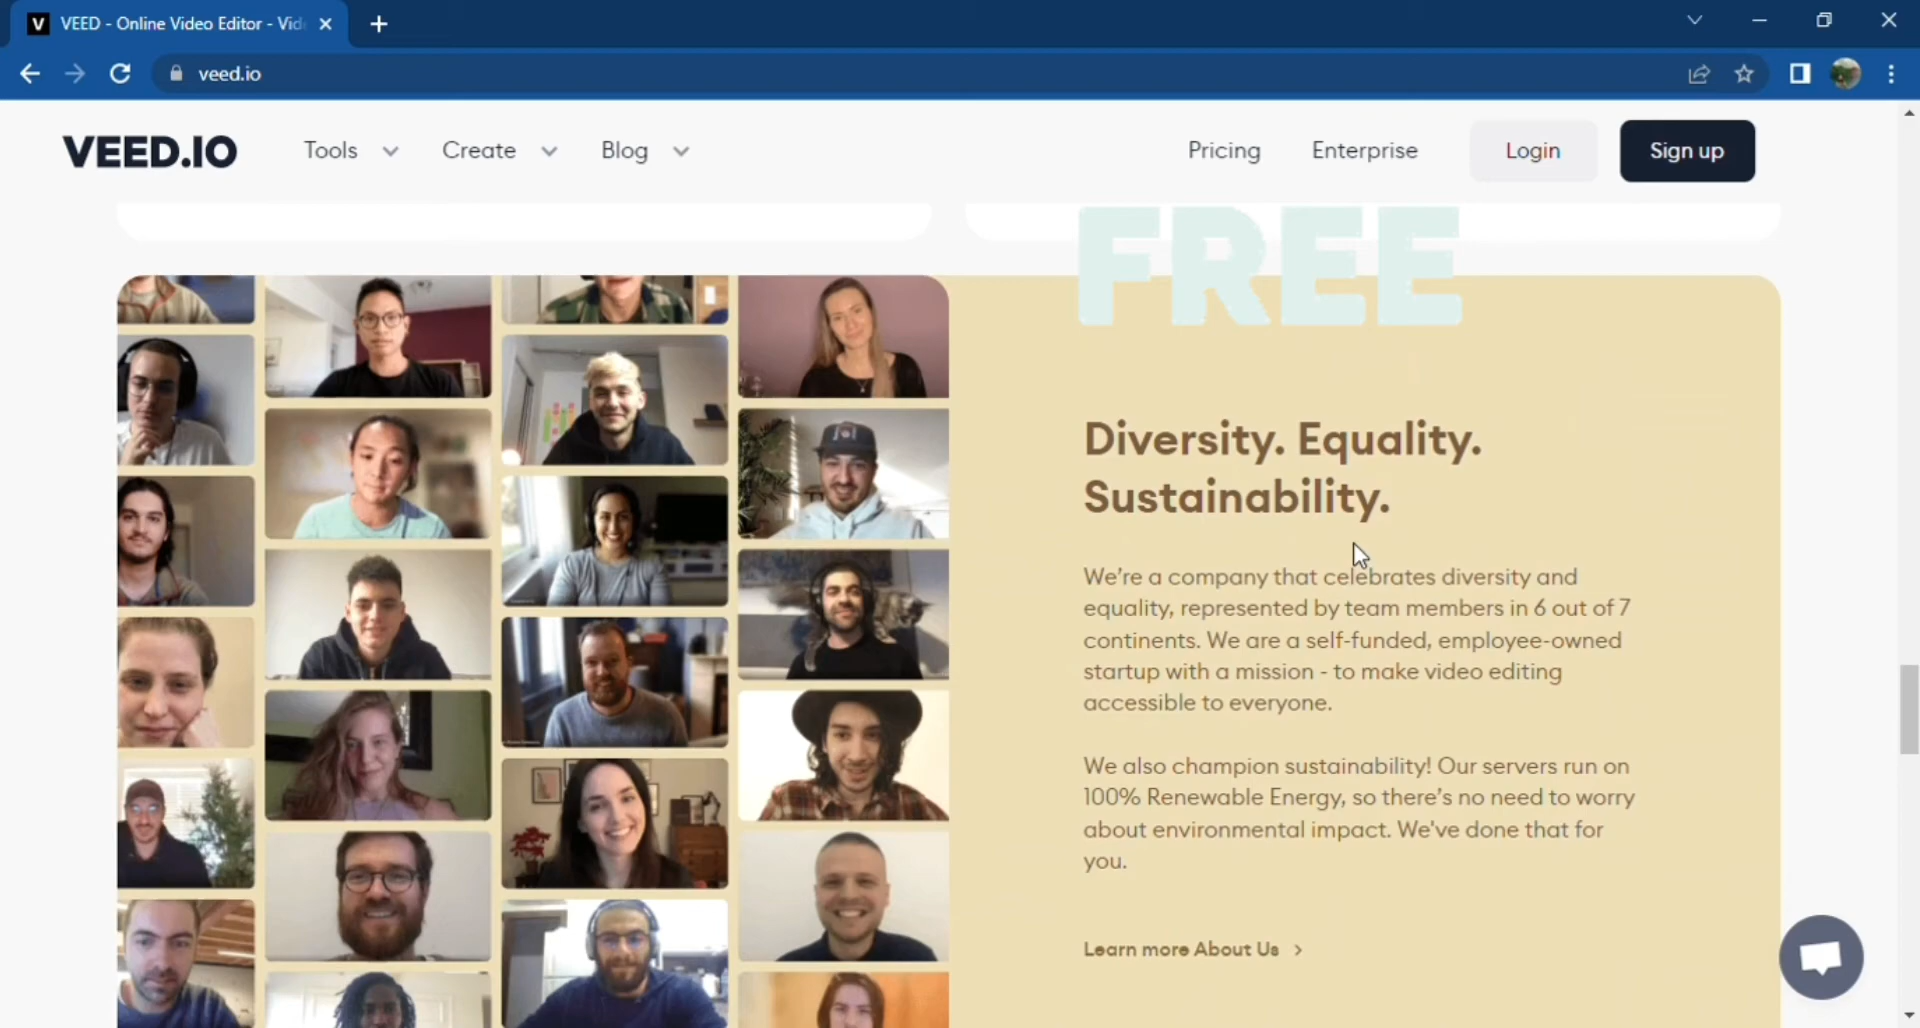 V VEED - Online Video Editor - Vid
veed.io
VEED.IO Tools Create Blog Pricing Enterprise Login Sign up
FREE
Diversity. Equality.
Sustainability.
We're a company that celebrates diversity and
equality, represented by team members in 6 out of 7
continents. We are a self-funded, employee-owned
startup with a mission - to make video editing
accessible to everyone.
We also champion sustainability! Our servers run on
100% Renewable Energy, so there's no need to worry
about environmental impact. We've done that for
you.
Learn more About Us